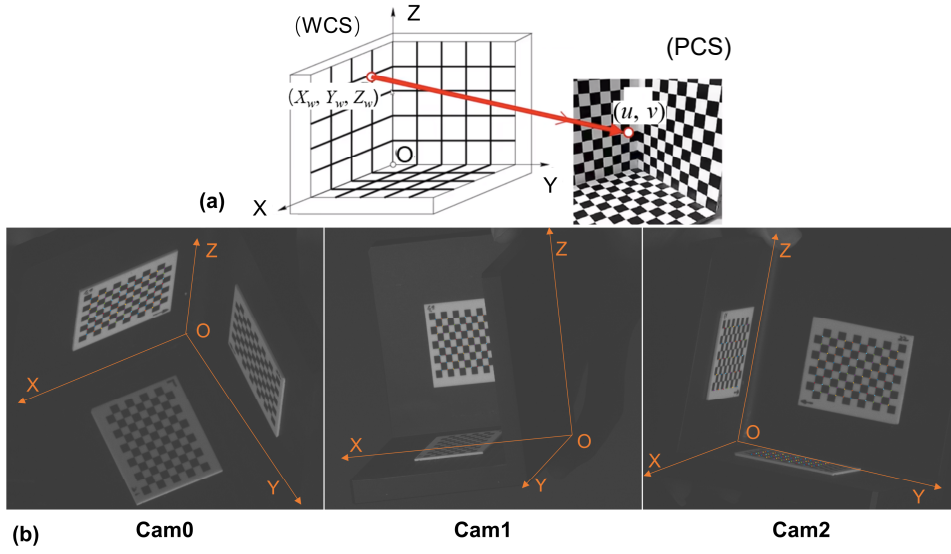 (WCS)
Z
(PCS)
(Xw, Yw, Zw)
(u, v)
O
Y
X
(a)
Z
O
X
Y
Z
X
O
Y
Z
O
X
Y
(b)
Cam0
Cam1
Cam2